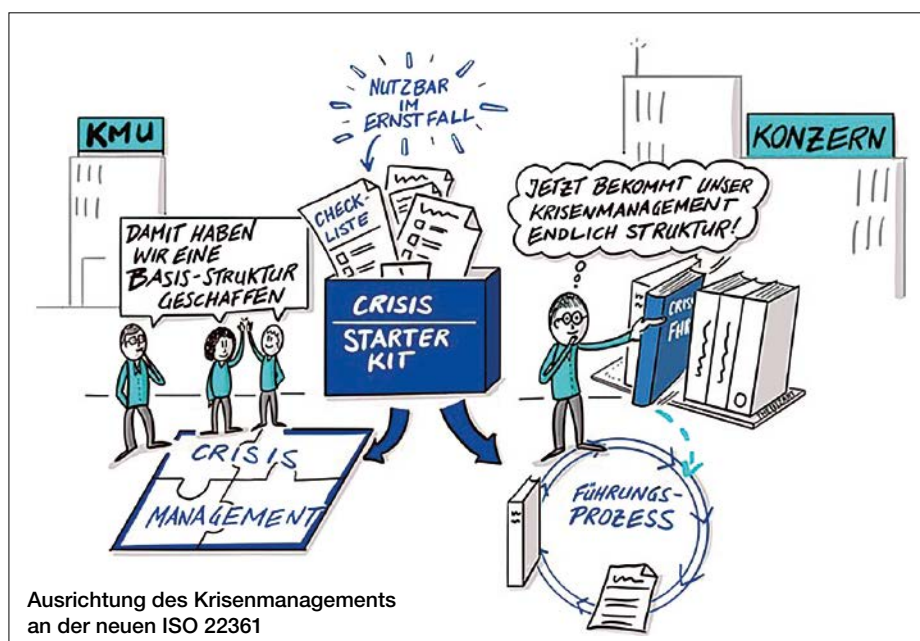 NUTZBAR
IM
ERNSTFALL
KMU
KONZERN
CHECK-
LISTE
JETZT BEKOMMT UNSER
KRISENMANAGEMENT
ENDLICH STRUKTUR!
DAMIT HABEN
WIR EINE
BASIS-STRUKTUR
GESCHAFFEN
CRISIS
STARTER
KIT
CRISIS
MANAGEMENT
FÜHRUNGS-
PROZESS
Ausrichtung des Krisenmanagements
an der neuen ISO 22361